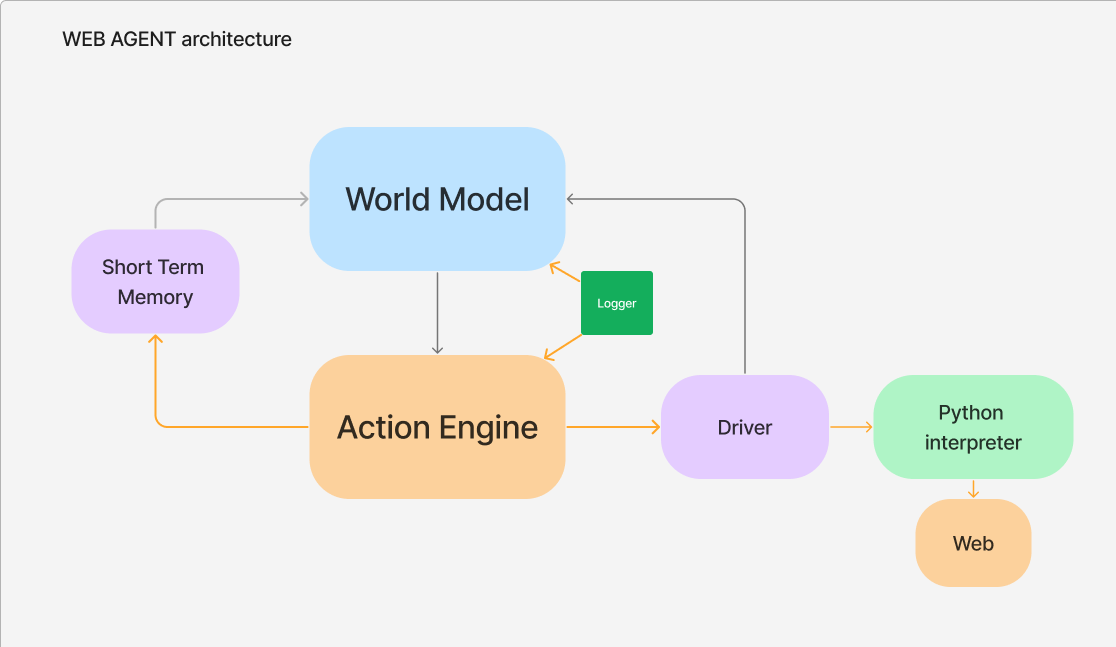 WEB AGENT architecture
World Model
Short Term
Memory
Logger
Action Engine
Driver
Python
interpreter
Web